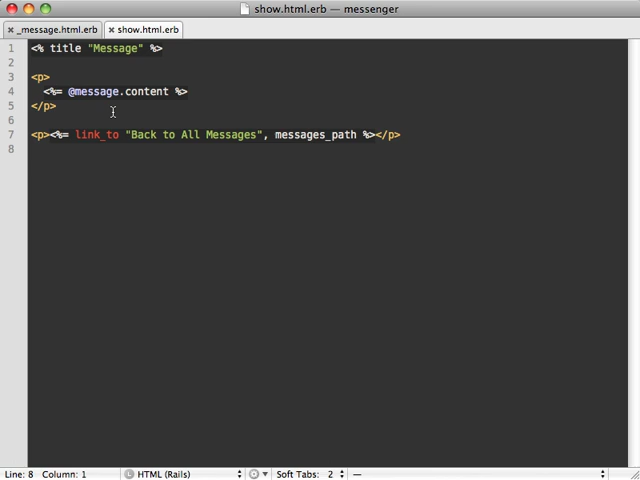 show.html.erb — messenger
_message.html.erb
show.html.erb
1 <% title "Message" %>
2
3 <p>
4 <%= @message.content %>
5 </p>
6
7 <p><%= link_to "Back to All Messages", messages_path %></p>
8
Line: 8 Column: 1 HTML (Rails) Soft Tabs: 2 —